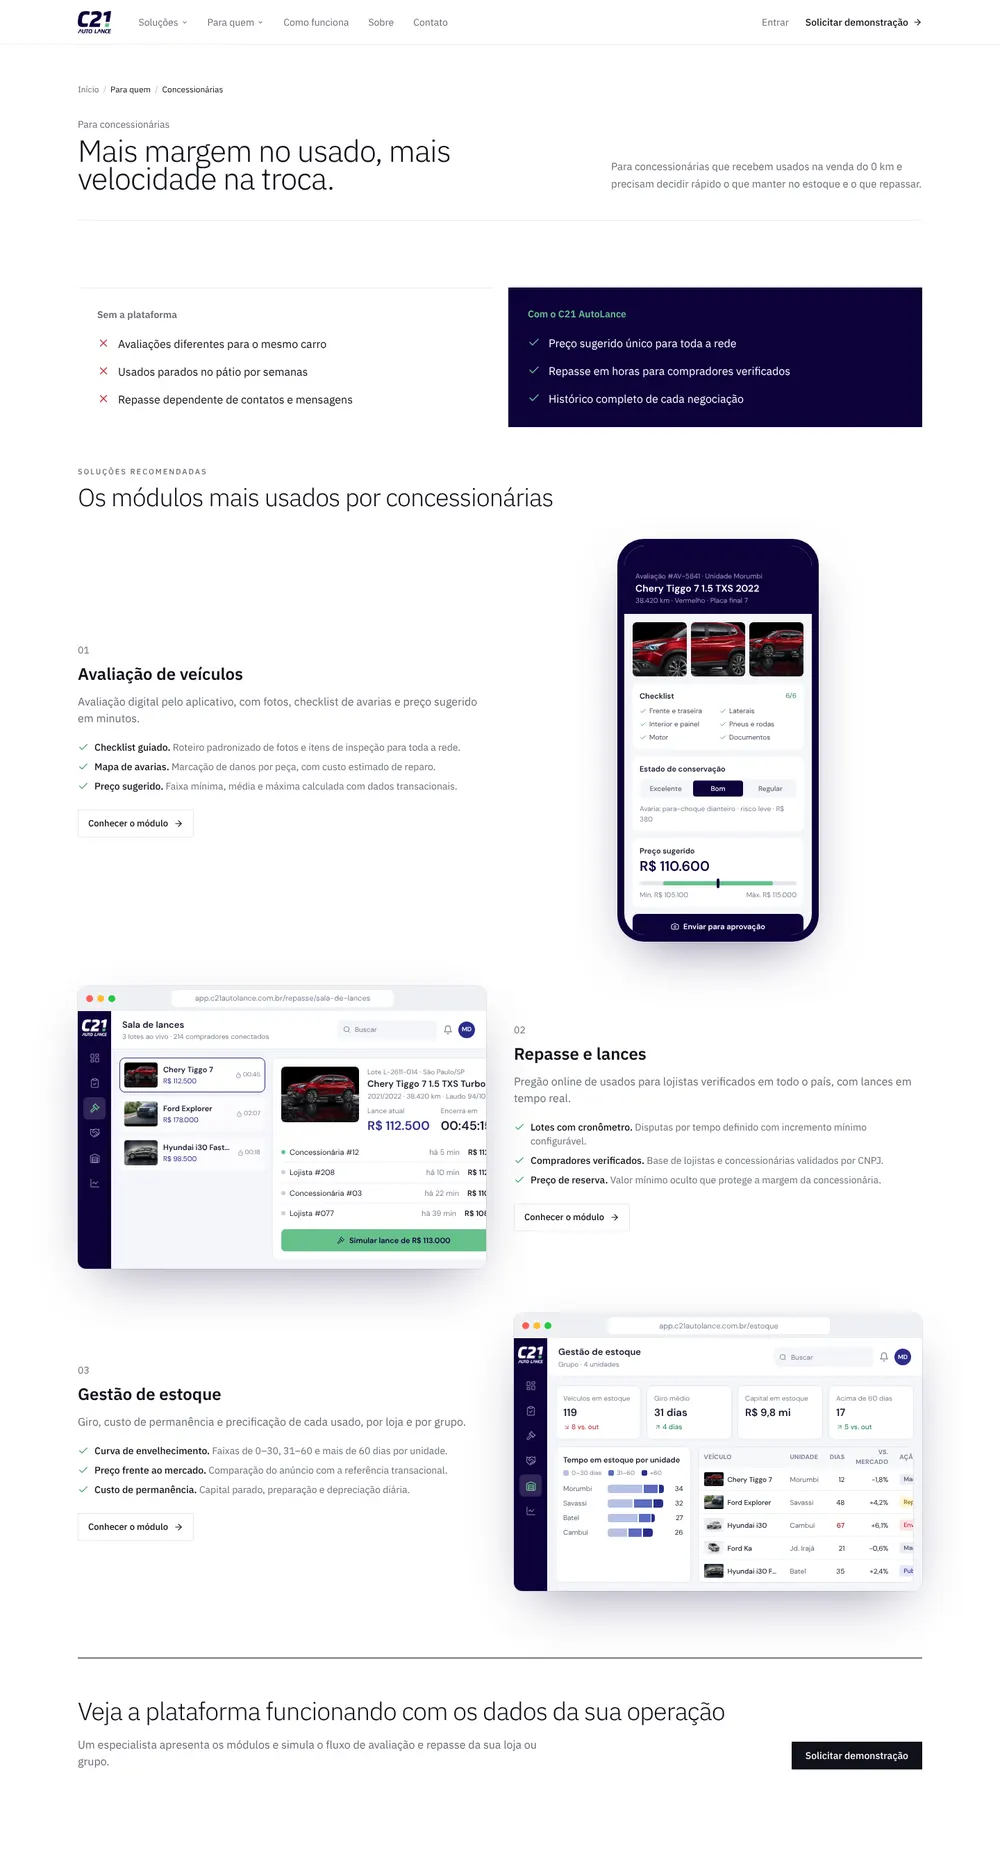 C21 AUTO LANCE
Soluções
Para quem
Como funciona
Sobre
Contato
Entrar
Solicitar demonstração
Início / Para quem / Concessionárias
Para concessionárias
Mais margem no usado, mais
velocidade na troca.
Para concessionárias que recebem usados na venda do 0 km e
precisam decidir rápido o que manter no estoque e o que repassar.
Sem a plataforma
Avaliações diferentes para o mesmo carro
Usados parados no pátio por semanas
Repasse dependente de contatos e mensagens
Com o C21 AutoLance
Preço sugerido único para toda a rede
Repasse em horas para compradores verificados
Histórico completo de cada negociação
SOLUÇÕES RECOMENDADAS
Os módulos mais usados por concessionárias
01
Avaliação de veículos
Avaliação digital pelo aplicativo, com fotos, checklist de avarias e preço sugerido
em minutos.
Checklist guiado. Roteiro padronizado de fotos e itens de inspeção para toda a rede.
Mapa de avarias. Marcação de danos por peça, com custo estimado de reparo.
Preço sugerido. Faixa mínima, média e máxima calculada com dados transacionais.
Conhecer o módulo
Avaliação #AV-5841 · Unidade Morumbi
Chery Tiggo 7 1.5 TXS 2022
38.420 km · Vermelho · Placa final 7
Checklist 6/6
Frente e traseira
Laterais
Interior e painel
Pneus e rodas
Motor
Documentos
Estado de conservação
Excelente
Bom
Regular
Avaria: para-choque dianteiro · risco leve · R$
380
Preço sugerido
R$ 110.600
Mín. R$ 105.100
Máx. R$ 115.000
Enviar para aprovação
app.c21autolance.com.br/repasse/sala-de-lances
C21 AUTO LANCE
Sala de lances
3 lotes ao vivo · 214 compradores conectados
Buscar
MD
Chery Tiggo 7
R$ 112.500
00:45
Ford Explorer
R$ 178.000
02:07
Hyundai i30 Fast...
R$ 98.500
00:18
Lote L-2611-014 · São Paulo/SP
Chery Tiggo 7 1.5 TXS Turbo
2021/2022 · 38.420 km · Laudo 94/10
Lance atual
Encerra em
R$ 112.500
00:45:1
Concessionária #12 há 5 min R$ 11
Lojista #208 há 10 min R$ 112
Concessionária #03 há 22 min R$ 110
Lojista #077 há 39 min R$ 108
Simular lance de R$ 113.000
02
Repasse e lances
Pregão online de usados para lojistas verificados em todo o país, com lances em
tempo real.
Lotes com cronômetro. Disputas por tempo definido com incremento mínimo
configurável.
Compradores verificados. Base de lojistas e concessionárias validados por CNPJ.
Preço de reserva. Valor mínimo oculto que protege a margem da concessionária.
Conhecer o módulo
03
Gestão de estoque
Giro, custo de permanência e precificação de cada usado, por loja e por grupo.
Curva de envelhecimento. Faixas de 0–30, 31–60 e mais de 60 dias por unidade.
Preço frente ao mercado. Comparação do anúncio com a referência transacional.
Custo de permanência. Capital parado, preparação e depreciação diária.
Conhecer o módulo
app.c21autolance.com.br/estoque
C21 AUTO LANCE
Gestão de estoque
Grupo · 4 unidades
Buscar
MD
Veículos em estoque
119
8 vs. out
Giro médio
31 dias
4 dias
Capital em estoque
R$ 9,8 mi
Acima de 60 dias
17
5 vs. out
Tempo em estoque por unidade
0–30 dias 31–60 +60
Morumbi 34
Savassi 32
Batel 27
Cambuí 26
VEÍCULO UNIDADE DIAS VS. MERCADO AÇÃ
Chery Tiggo 7 Morumbi 12 -1,8% Ma
Ford Explorer Savassi 48 +4,2% Rep
Hyundai i30 Cambuí 67 +6,1% Env
Ford Ka Jd. Irajá 21 -0,6% Ma
Hyundai i30 F... Batel 35 +2,4% Pub
Veja a plataforma funcionando com os dados da sua operação
Um especialista apresenta os módulos e simula o fluxo de avaliação e repasse da sua loja ou
grupo.
Solicitar demonstração